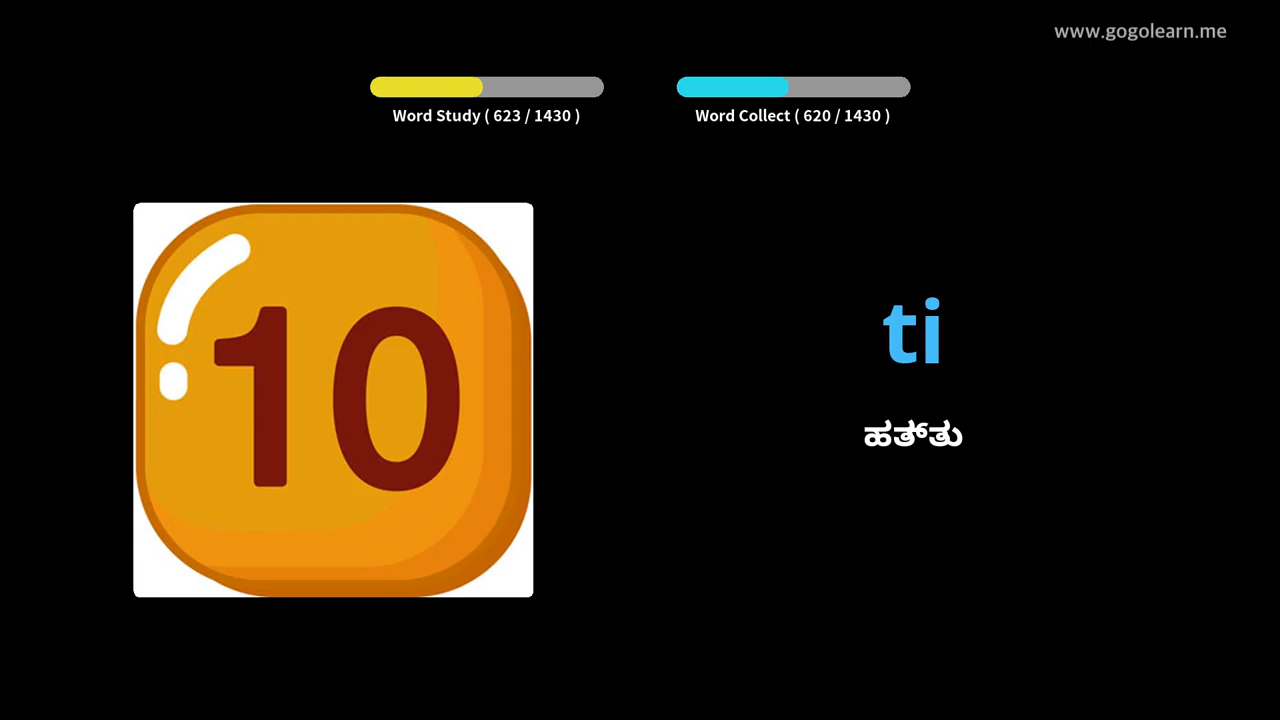 www.gogolearn.me
Word Study ( 623 / 1430 )
Word Collect ( 620 / 1430 )
10
ti
ಹತ್ತು